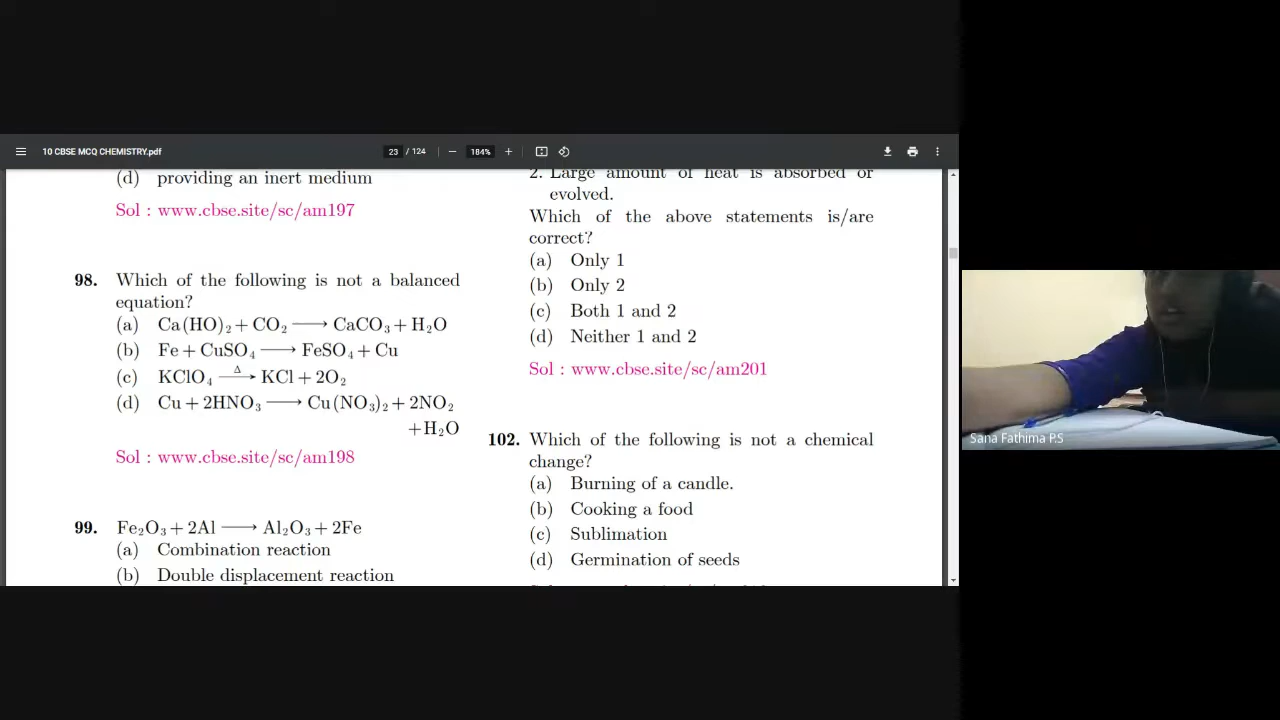 10 CBSE MCQ CHEMISTRY.pdf
23 / 124
184%
(d) providing an inert medium
Sol : www.cbse.site/sc/am197
98. Which of the following is not a balanced
equation?
(a) Ca(HO)₂ + CO₂ ⟶ CaCO₃ + H₂O
(b) Fe + CuSO₄ ⟶ FeSO₄ + Cu
(c) KClO₄ —Δ→ KCl + 2O₂
(d) Cu + 2HNO₃ ⟶ Cu(NO₃)₂ + 2NO₂
+ H₂O
Sol : www.cbse.site/sc/am198
99. Fe₂O₃ + 2Al ⟶ Al₂O₃ + 2Fe
(a) Combination reaction
(b) Double displacement reaction
2. Large amount of heat is absorbed or
evolved.
Which of the above statements is/are
correct?
(a) Only 1
(b) Only 2
(c) Both 1 and 2
(d) Neither 1 and 2
Sol : www.cbse.site/sc/am201
102. Which of the following is not a chemical
change?
(a) Burning of a candle.
(b) Cooking a food
(c) Sublimation
(d) Germination of seeds
Sana Fathima P.S